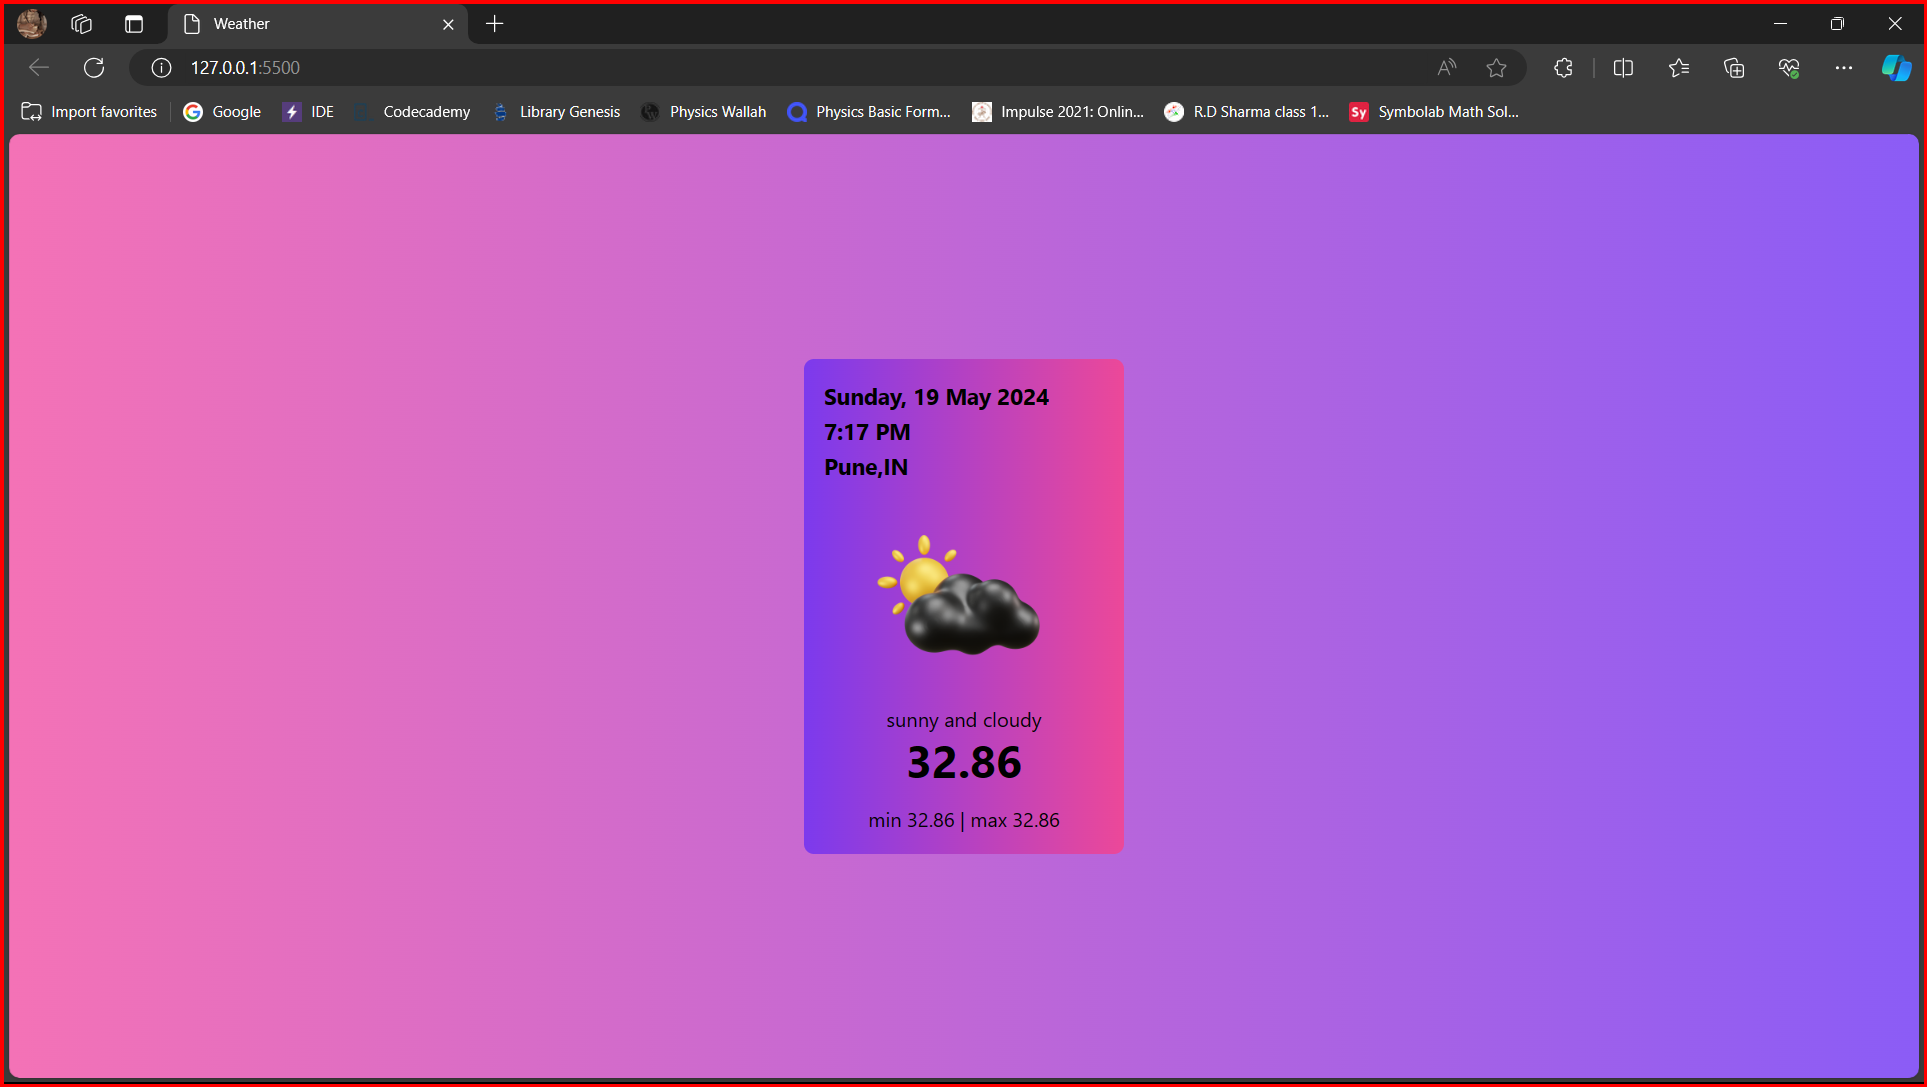 Weather
127.0.0.1:5500
Import favorites Google IDE Codecademy Library Genesis Physics Wallah Physics Basic Form... Impulse 2021: Onlin... R.D Sharma class 1... Sy Symbolab Math Sol...
Sunday, 19 May 2024
7:17 PM
Pune,IN
sunny and cloudy
32.86
min 32.86 | max 32.86